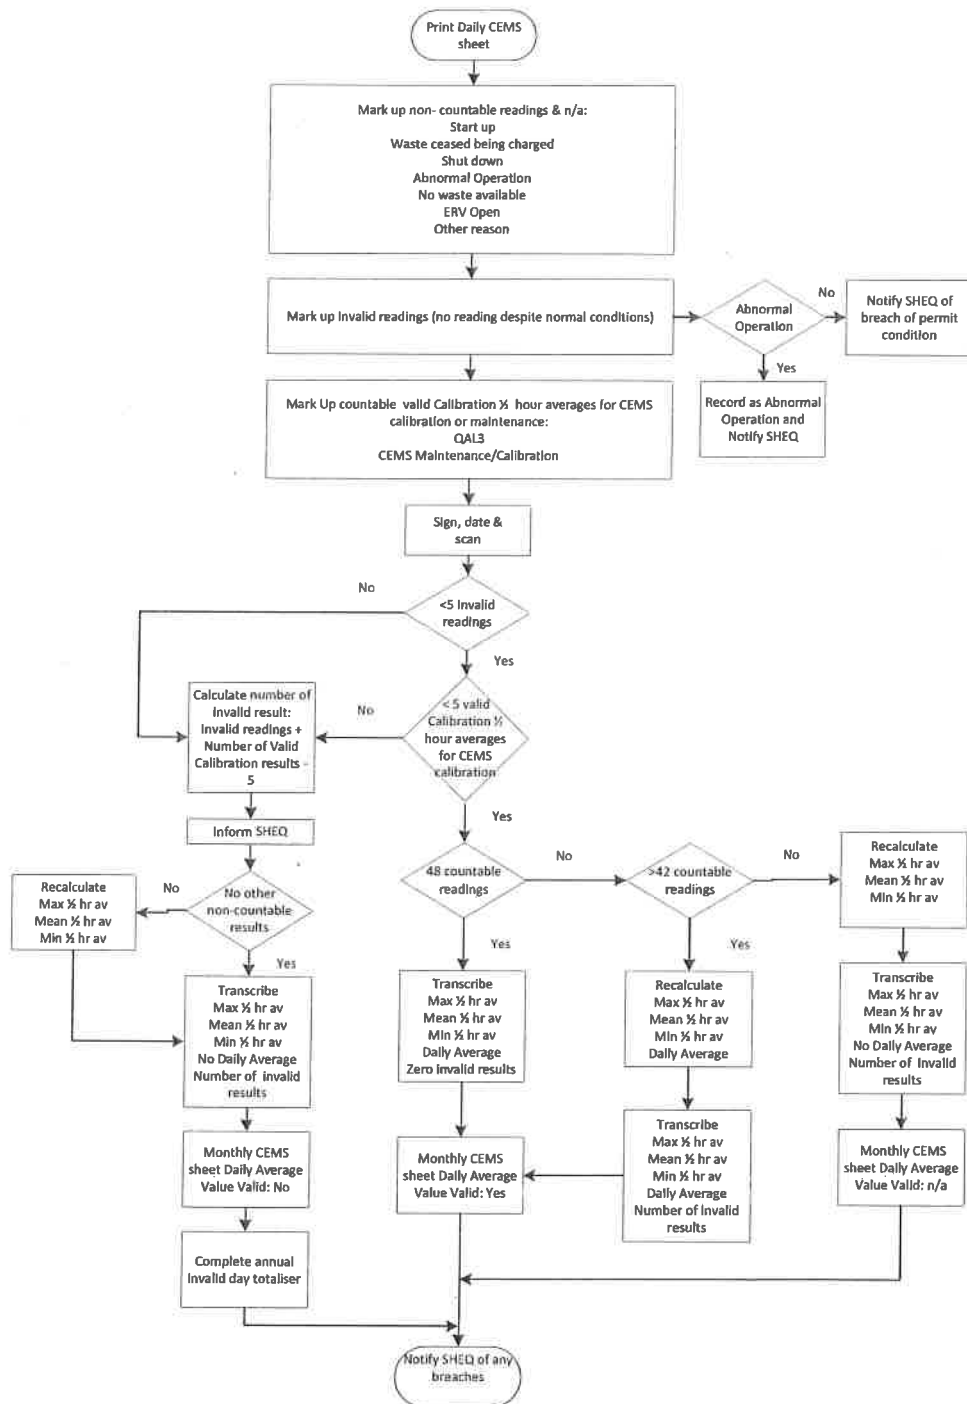 Print Daily CEMS
sheet
Mark up non- countable readings & n/a:
Start up
Waste ceased being charged
Shut down
Abnormal Operation
No waste available
ERV Open
Other reason
Mark up Invalid readings (no reading despite normal conditions)
Abnormal
Operation
No
Notify SHEQ of
breach of permit
condition
Yes
Record as Abnormal
Operation and
Notify SHEQ
Mark Up countable valid Calibration ½ hour averages for CEMS
calibration or maintenance:
QAL3
CEMS Maintenance/Calibration
Sign, date &
scan
No
<5 Invalid
readings
Yes
Calculate number of
Invalid result:
Invalid readings +
Number of Valid
Calibration results -
5
No
< 5 valid
Calibration ½
hour averages
for CEMS
calibration
Yes
Inform SHEQ
No
No other
non-countable
results
Yes
Recalculate
Max ½ hr av
Mean ½ hr av
Min ½ hr av
48 countable
readings
No
Yes
>42 countable
readings
No
Yes
Recalculate
Max ½ hr av
Mean ½ hr av
Min ½ hr av
Transcribe
Max ½ hr av
Mean ½ hr av
Min ½ hr av
No Daily Average
Number of invalid
results
Transcribe
Max ½ hr av
Mean ½ hr av
Min ½ hr av
Daily Average
Zero invalid results
Recalculate
Max ½ hr av
Mean ½ hr av
Min ½ hr av
Daily Average
Transcribe
Max ½ hr av
Mean ½ hr av
Min ½ hr av
No Daily Average
Number of Invalid
results
Monthly CEMS
sheet Daily Average
Value Valid: No
Monthly CEMS
sheet Daily Average
Value Valid: Yes
Transcribe
Max ½ hr av
Mean ½ hr av
Min ½ hr av
Daily Average
Number of Invalid
results
Monthly CEMS
sheet Daily Average
Value Valid: n/a
Complete annual
Invalid day totaliser
Notify SHEQ of any
breaches